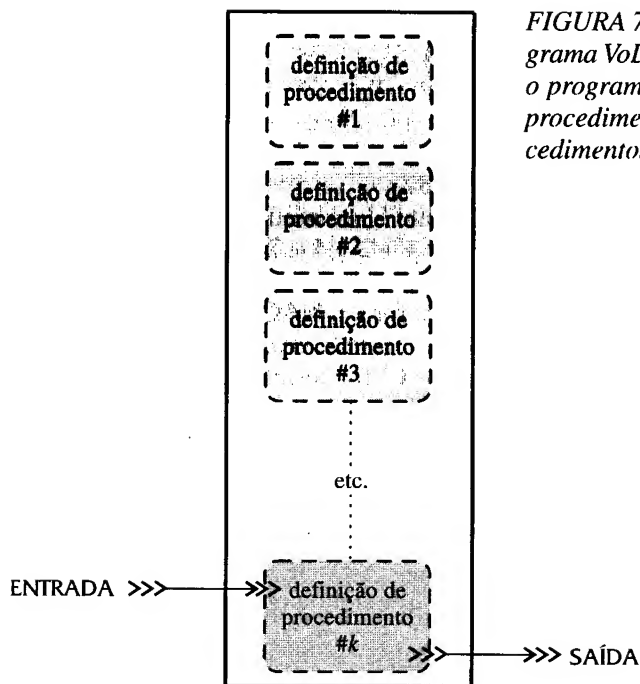 definição de
procedimento
#1
definição de
procedimento
#2
definição de
procedimento
#3
etc.
ENTRADA >>> >>> definição de
procedimento
#k
>>> >>> SAÍDA
FIGURA 7
grama VoL
o program
procedime
cedimento